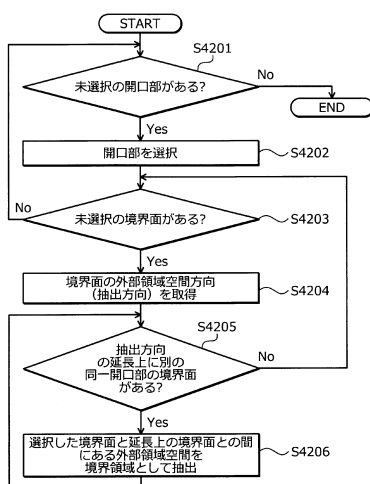 START
S4201
未選択の開口部がある?
No
END
Yes
開口部を選択
S4202
No
未選択の境界面がある?
S4203
Yes
境界面の外部領域空間方向
(抽出方向)を取得
S4204
S4205
抽出方向
の延長上に別の
同一開口部の境界面
がある?
No
Yes
選択した境界面と延長上の境界面との間
にある外部領域空間を
境界領域として抽出
S4206